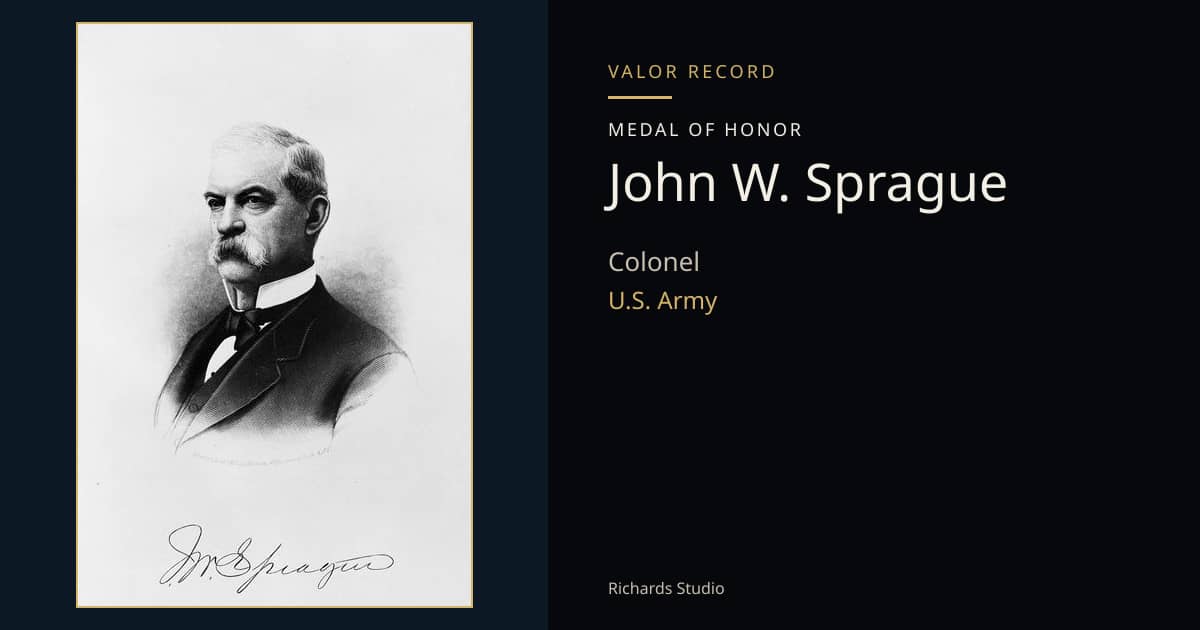 VALOR RECORD
MEDAL OF HONOR
John W. Sprague
Colonel
U.S. Army
J.W. Sprague
Richards Studio